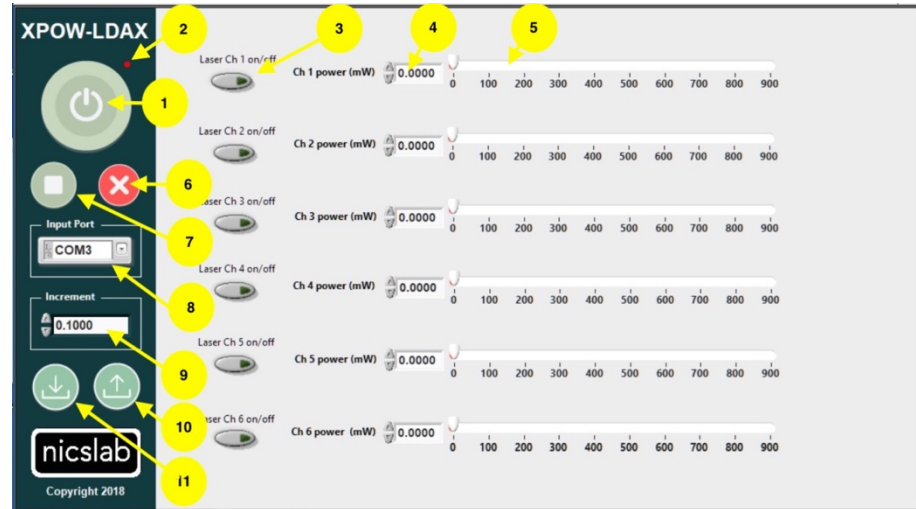 XPOW-LDAX
2
3
4
5
Laser Ch 1 on/off
Ch 1 power (mW)
0.0000
0 100 200 300 400 500 600 700 800 900
1
Laser Ch 2 on/off
Ch 2 power (mW)
0.0000
0 100 200 300 400 500 600 700 800 900
6
aser Ch 3 on/off
Ch 3 power (mW)
0.0000
0 100 200 300 400 500 600 700 800 900
7
Input Port
COM3
8
Laser Ch 4 on/off
Ch 4 power (mW)
0.0000
0 100 200 300 400 500 600 700 800 900
Increment
0.1000
9
Laser Ch 5 on/off
Ch 5 power (mW)
0.0000
0 100 200 300 400 500 600 700 800 900
10
aser Ch 6 on/off
Ch 6 power (mW)
0.0000
0 100 200 300 400 500 600 700 800 900
nicslab
i1
Copyright 2018